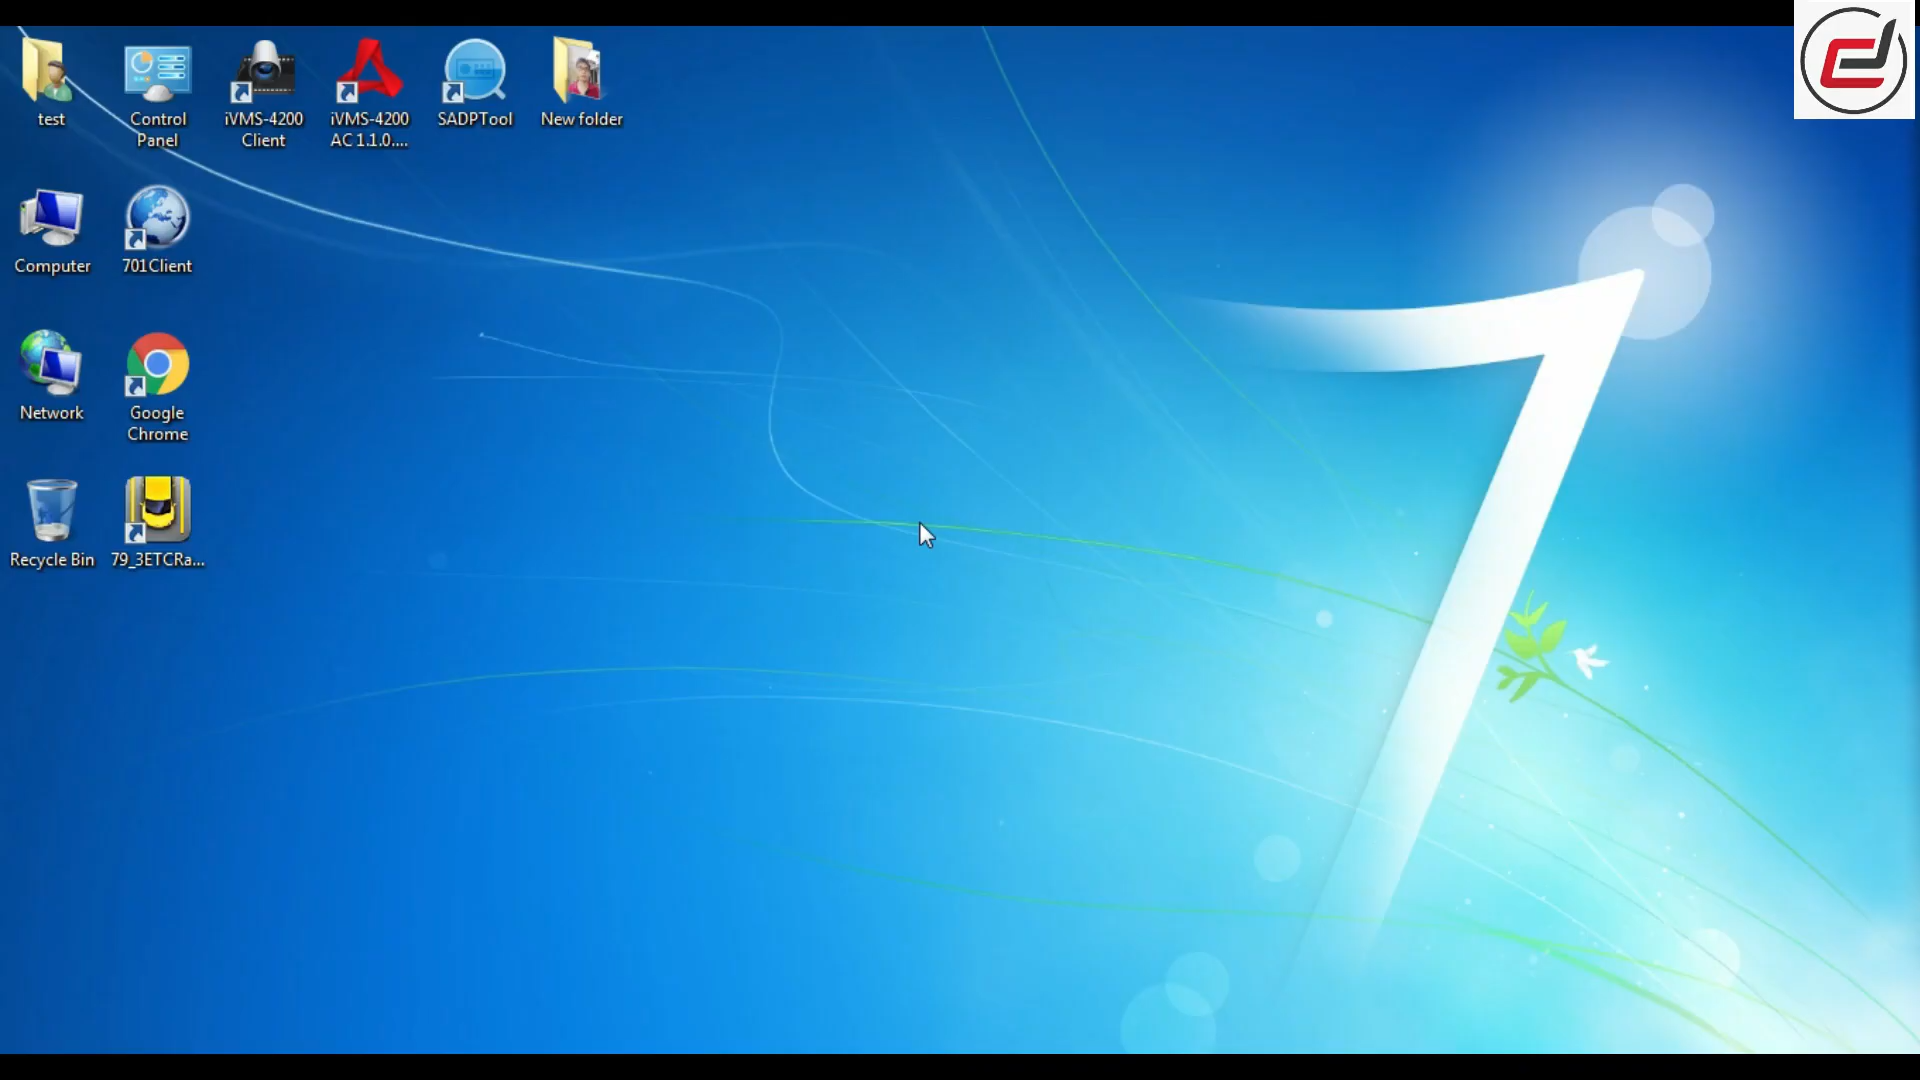 test
Control
Panel
iVMS-4200
Client
iVMS-4200
AC 1.1.0....
SADPTool
New folder
Computer
701Client
Network
Google
Chrome
Recycle Bin
79_3ETCRa...